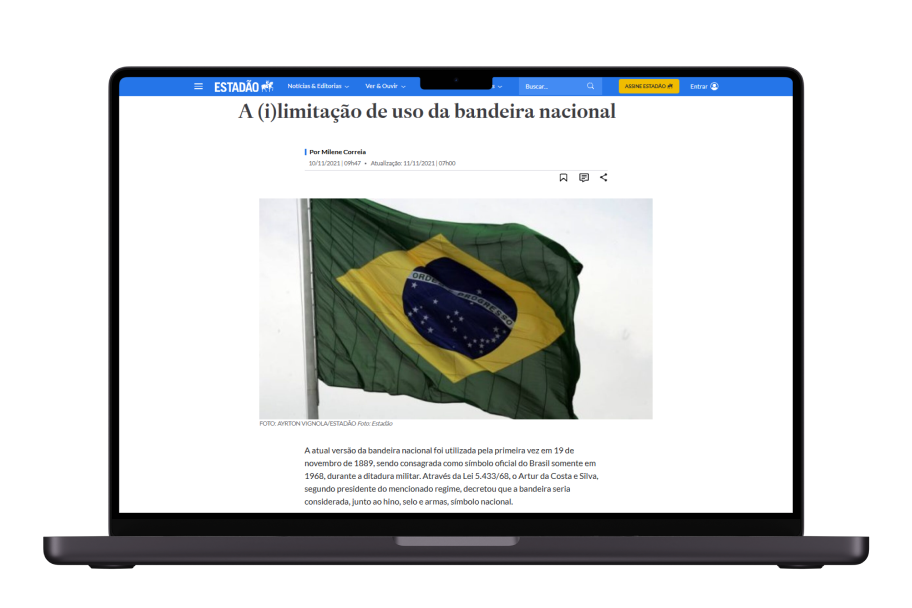 ESTADÃO
Notícias & Editorias
Ver & Ouvir
Buscar...
ASSINE ESTADÃO
Entrar
A (i)limitação de uso da bandeira nacional
Por Milene Correia
10/11/2021 | 09h47 • Atualização: 11/11/2021 | 07h00
PROGRESSO
FOTO: AYRTON VIGNOLA/ESTADÃO Foto: Estadão
A atual versão da bandeira nacional foi utilizada pela primeira vez em 19 de
novembro de 1889, sendo consagrada como símbolo oficial do Brasil somente em
1968, durante a ditadura militar. Através da Lei 5.433/68, o Artur da Costa e Silva,
segundo presidente do mencionado regime, decretou que a bandeira seria
considerada, junto ao hino, selo e armas, símbolo nacional.